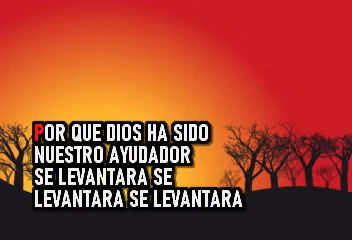 POR QUE DIOS HA SIDO
NUESTRO AYUDADOR
SE LEVANTARA SE
LEVANTARA SE LEVANTARA